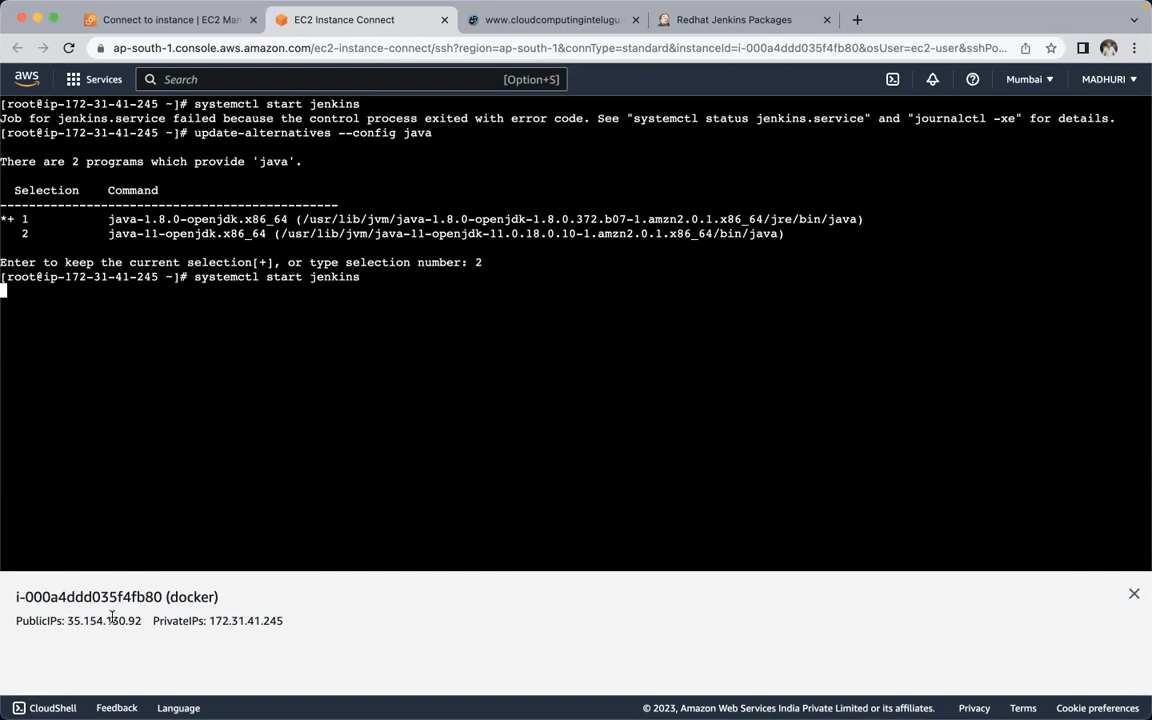 Connect to instance | EC2 Man
EC2 Instance Connect
www.cloudcomputingintelugu.
Redhat Jenkins Packages
ap-south-1.console.aws.amazon.com/ec2-instance-connect/ssh?region=ap-south-1&connType=standard&instanceId=i-000a4ddd035f4fb80&osUser=ec2-user&sshPo...
aws Services Search [Option+S] Mumbai MADHURI
[root@ip-172-31-41-245 ~]# systemctl start jenkins
Job for jenkins.service failed because the control process exited with error code. See "systemctl status jenkins.service" and "journalctl -xe" for details.
[root@ip-172-31-41-245 ~]# update-alternatives --config java
There are 2 programs which provide 'java'.
Selection Command
-----------------------------------------------
*+ 1 java-1.8.0-openjdk.x86_64 (/usr/lib/jvm/java-1.8.0-openjdk-1.8.0.372.b07-1.amzn2.0.1.x86_64/jre/bin/java)
2 java-11-openjdk.x86_64 (/usr/lib/jvm/java-11-openjdk-11.0.18.0.10-1.amzn2.0.1.x86_64/bin/java)
Enter to keep the current selection[+], or type selection number: 2
[root@ip-172-31-41-245 ~]# systemctl start jenkins
i-000a4ddd035f4fb80 (docker)
PublicIPs: 35.154.130.92 PrivateIPs: 172.31.41.245
CloudShell Feedback Language © 2023, Amazon Web Services India Private Limited or its affiliates. Privacy Terms Cookie preferences